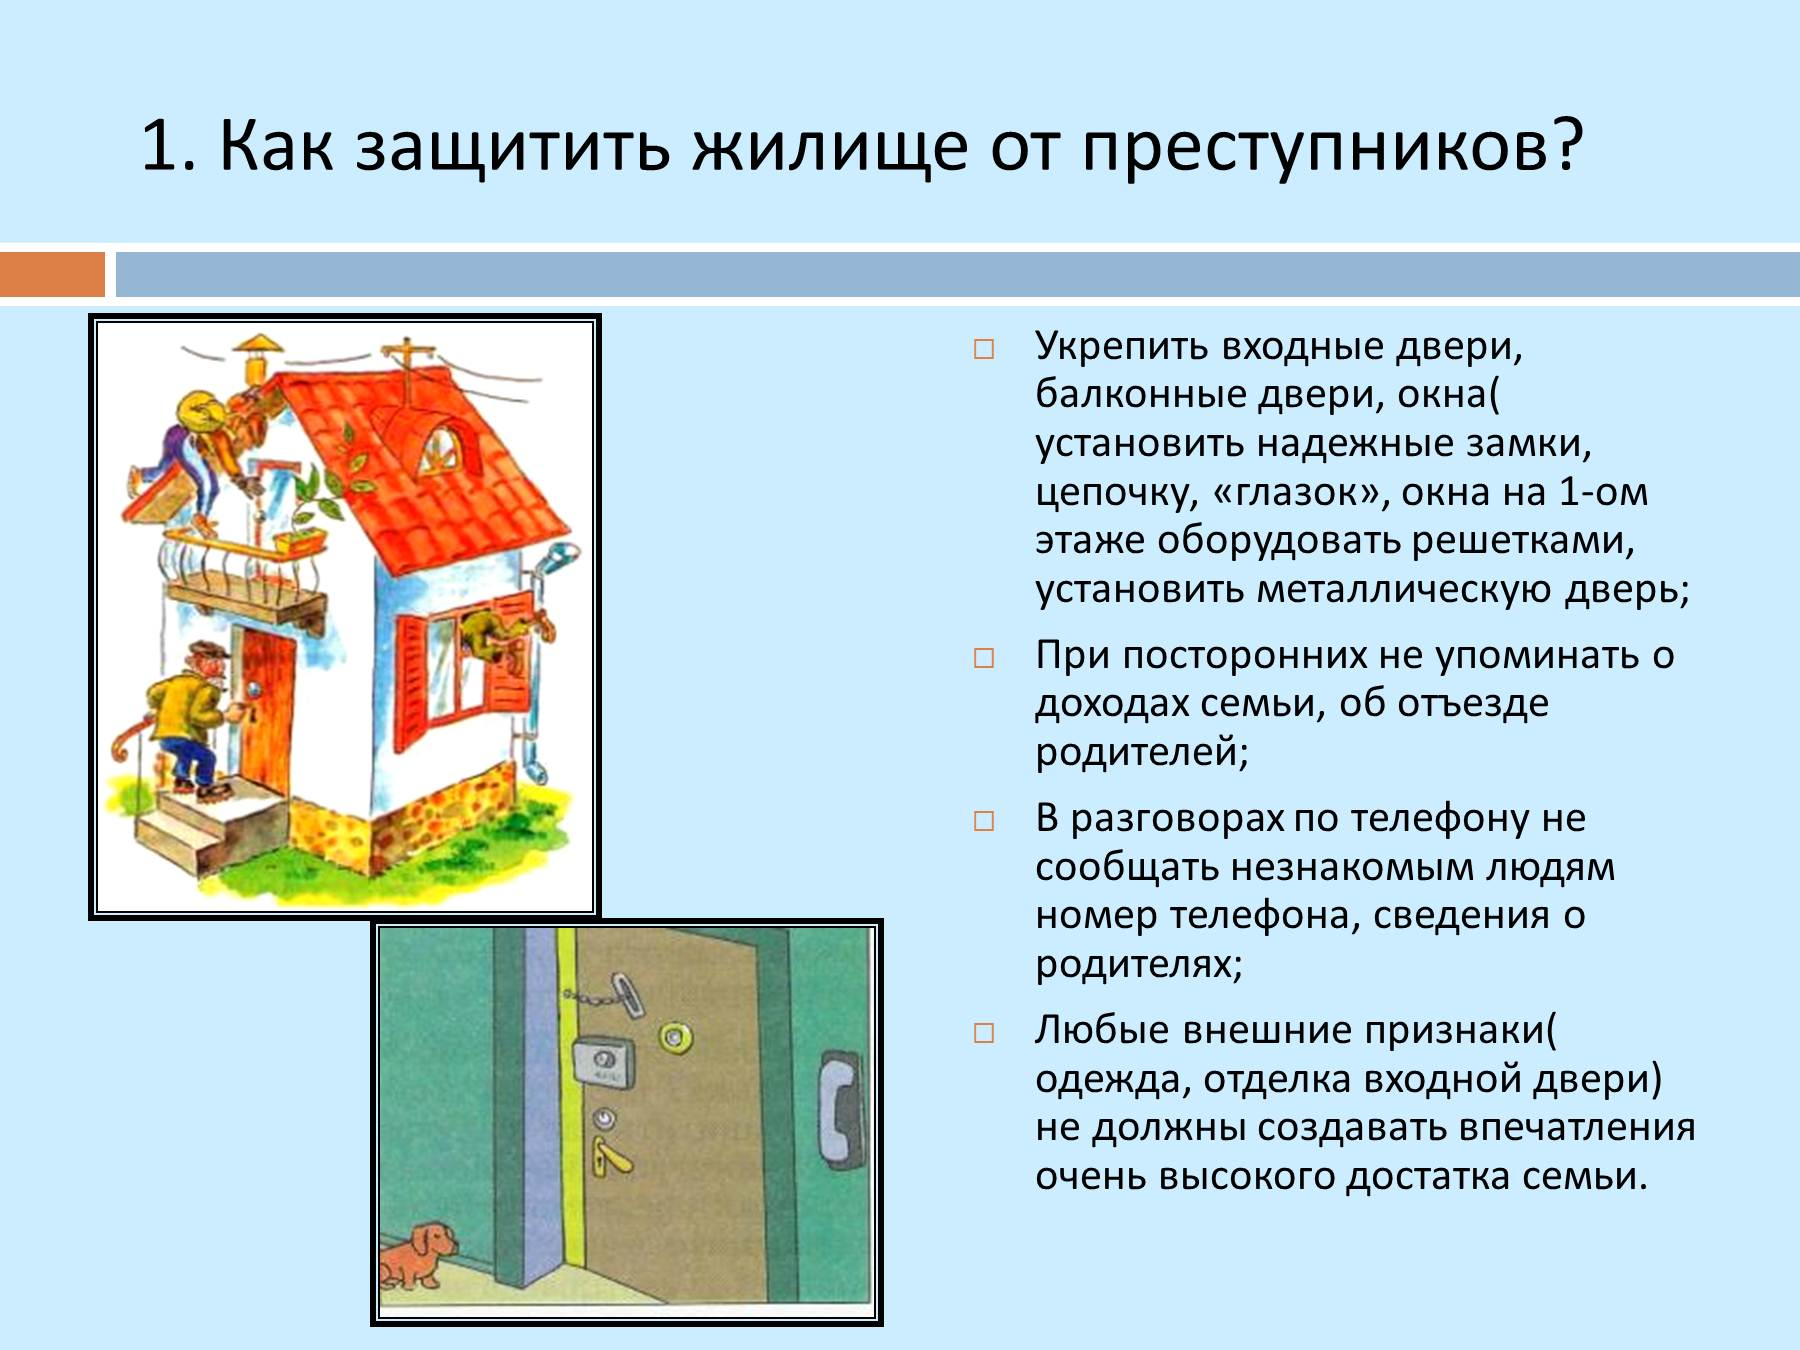 1. Как защитить жилище от преступников?
Укрепить входные двери,
балконные двери, окна(
установить надежные замки,
цепочку, «глазок», окна на 1-ом
этаже оборудовать решетками,
установить металлическую дверь;
При посторонних не упоминать о
доходах семьи, об отъезде
родителей;
В разговорах по телефону не
сообщать незнакомым людям
номер телефона, сведения о
родителях;
Любые внешние признаки(
одежда, отделка входной двери)
не должны создавать впечатления
очень высокого достатка семьи.